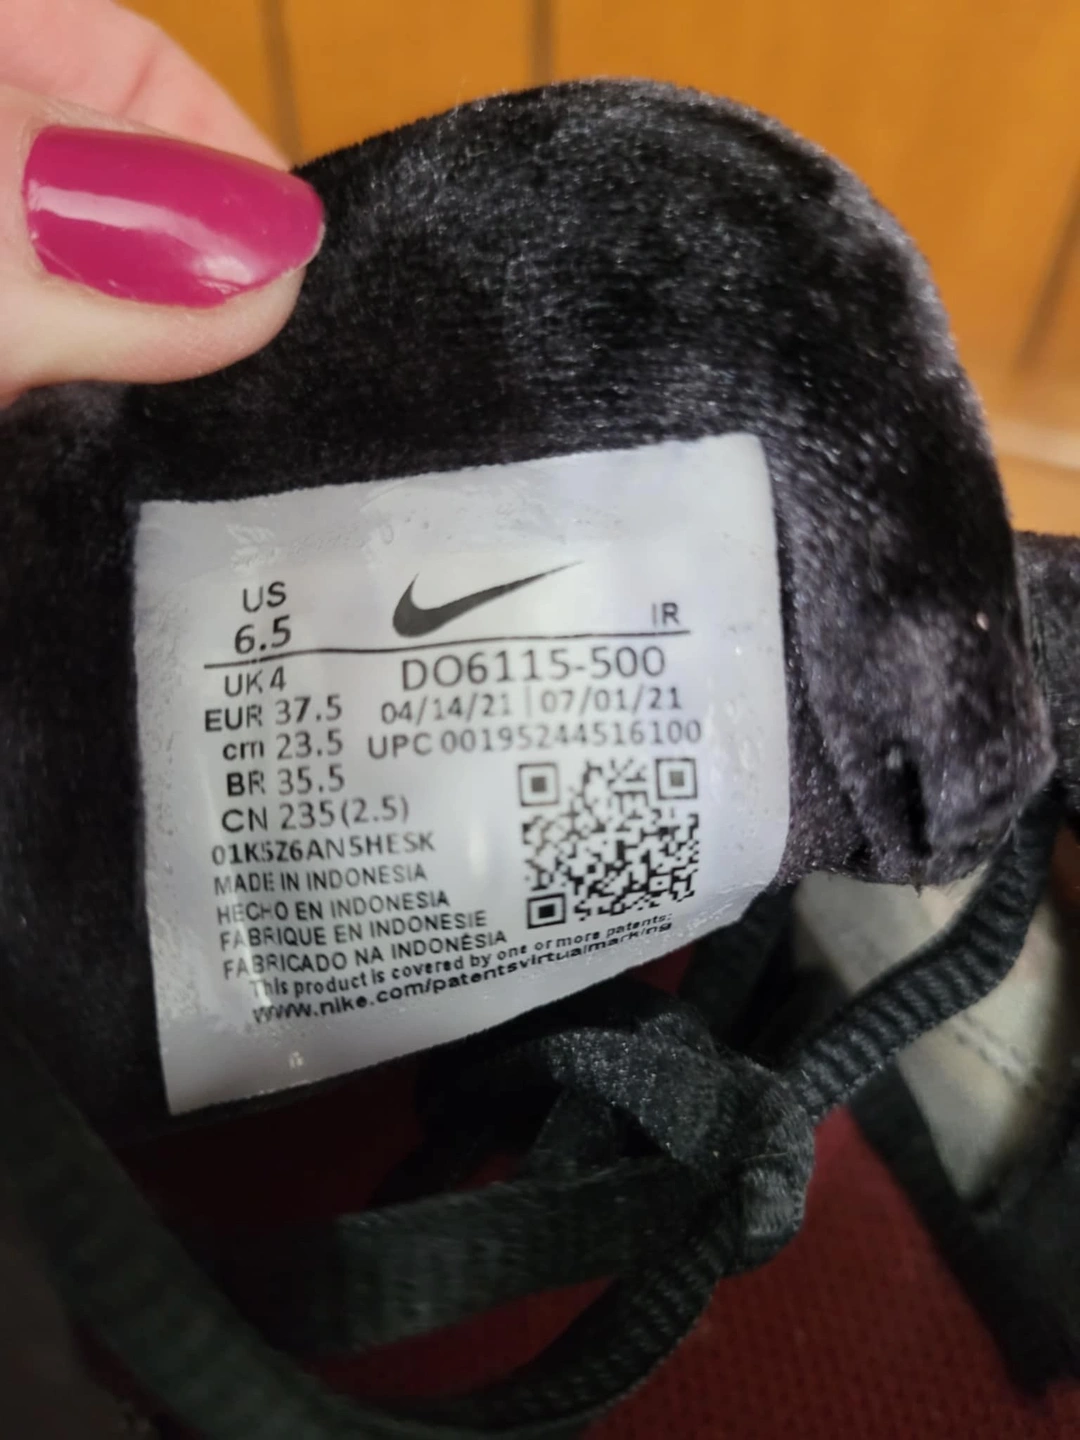 US
6.5
IR
UK 4
DO6115-500
EUR 37.5
04/14/21 | 07/01/21
cm 23.5
UPC 00195244516100
BR 35.5
CN 235(2.5)
01K5Z6AN5HESK
MADE IN INDONESIA
HECHO EN INDONESIA
FABRIQUE EN INDONESIE
FABRICADO NA INDONÉSIA
This product is covered by one or more patents:
www.nike.com/patentsvirtualmarking